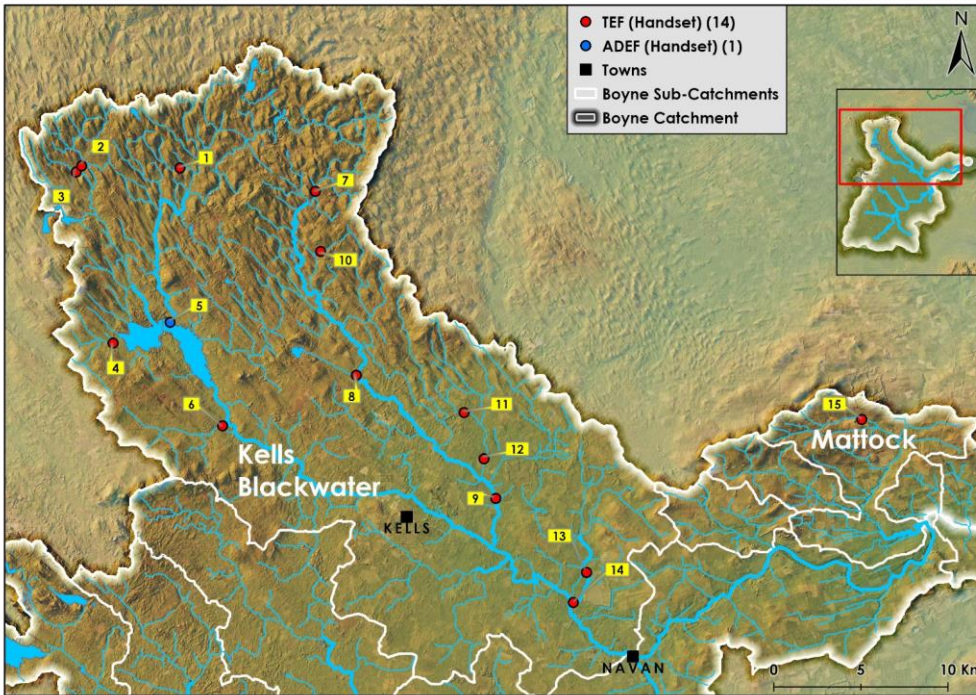 TEF (Handset) (14)
ADEF (Handset) (1)
Towns
Boyne Sub-Catchments
Boyne Catchment
N
2
1
3
7
10
5
4
8
6
11
15
Mattock
12
Kells
Blackwater
9
KELLS
13
14
NAVAN
0 5 10 Km